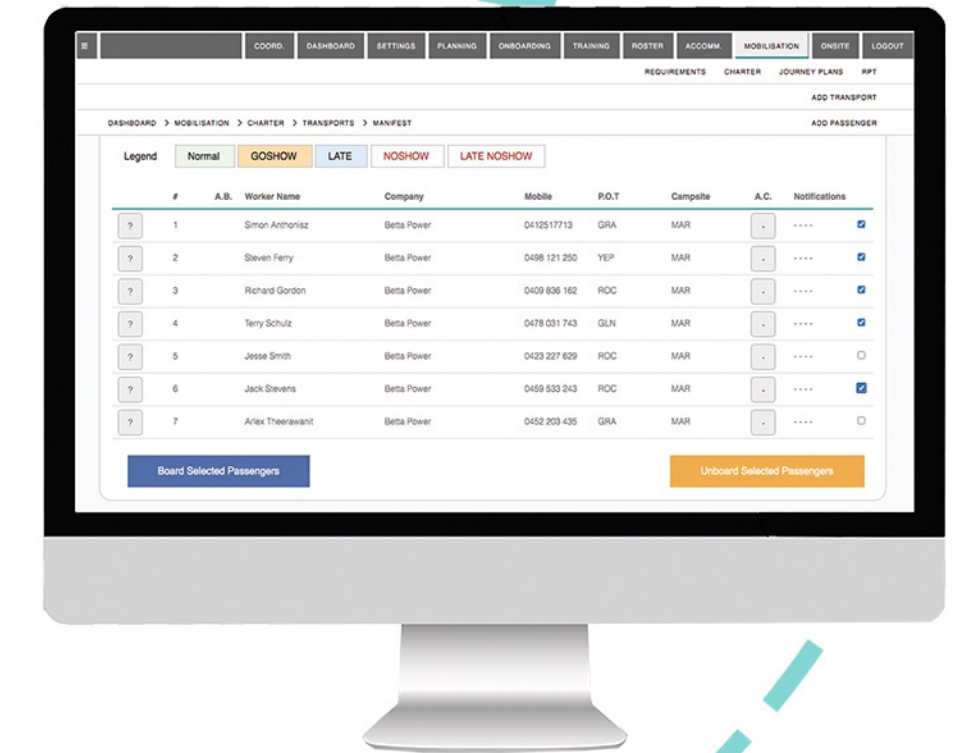 ≡ COORD. DASHBOARD SETTINGS PLANNING ONBOARDING TRAINING ROSTER ACCOMM. MOBILISATION ONSITE LOGOUT
REQUIREMENTS CHARTER JOURNEY PLANS RPT
ADD TRANSPORT
DASHBOARD > MOBILISATION > CHARTER > TRANSPORTS > MANIFEST ADD PASSENGER
Legend Normal GOSHOW LATE NOSHOW LATE NOSHOW
# A.B. Worker Name Company Mobile P.O.T Campsite A.C. Notifications
? 1 Simon Anthonisz Betta Power 0412517713 GRA MAR - ----
? 2 Steven Ferry Betta Power 0498 121 250 YEP MAR - ----
? 3 Richard Gordon Betta Power 0409 836 162 ROC MAR - ----
? 4 Terry Schulz Betta Power 0478 031 743 GLN MAR - ----
? 5 Jesse Smith Betta Power 0423 227 629 ROC MAR - ----
? 6 Jack Stevens Betta Power 0459 533 243 ROC MAR - ----
? 7 Arlex Theerawanit Betta Power 0452 203 435 GRA MAR - ----
Board Selected Passengers Unboard Selected Passengers